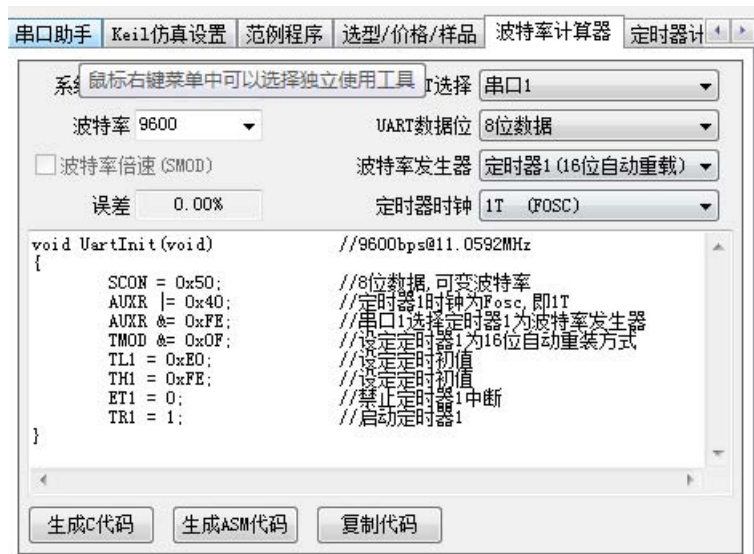 串口助手 Keil仿真设置 范例程序 选型/价格/样品 波特率计算器 定时器计
鼠标右键菜单中可以选择独立使用工具 选择 串口1
波特率 9600 UART数据位 8位数据
波特率倍速(SMOD) 波特率发生器 定时器1(16位自动重载)
误差 0.00% 定时器时钟 1T (FOSC)
void UartInit(void) //9600bps@11.0592MHz
{
SCON = 0x50; //8位数据,可变波特率
AUXR |= 0x40; //定时器1时钟为Fosc,即1T
AUXR &= 0xFE; //串口1选择定时器1为波特率发生器
TMOD &= 0x0F; //设定定时器1为16位自动重装方式
TL1 = 0xE0; //设定定时初值
TH1 = 0xFE; //设定定时初值
ET1 = 0; //禁止定时器1中断
TR1 = 1; //启动定时器1
}
生成C代码 生成ASM代码 复制代码